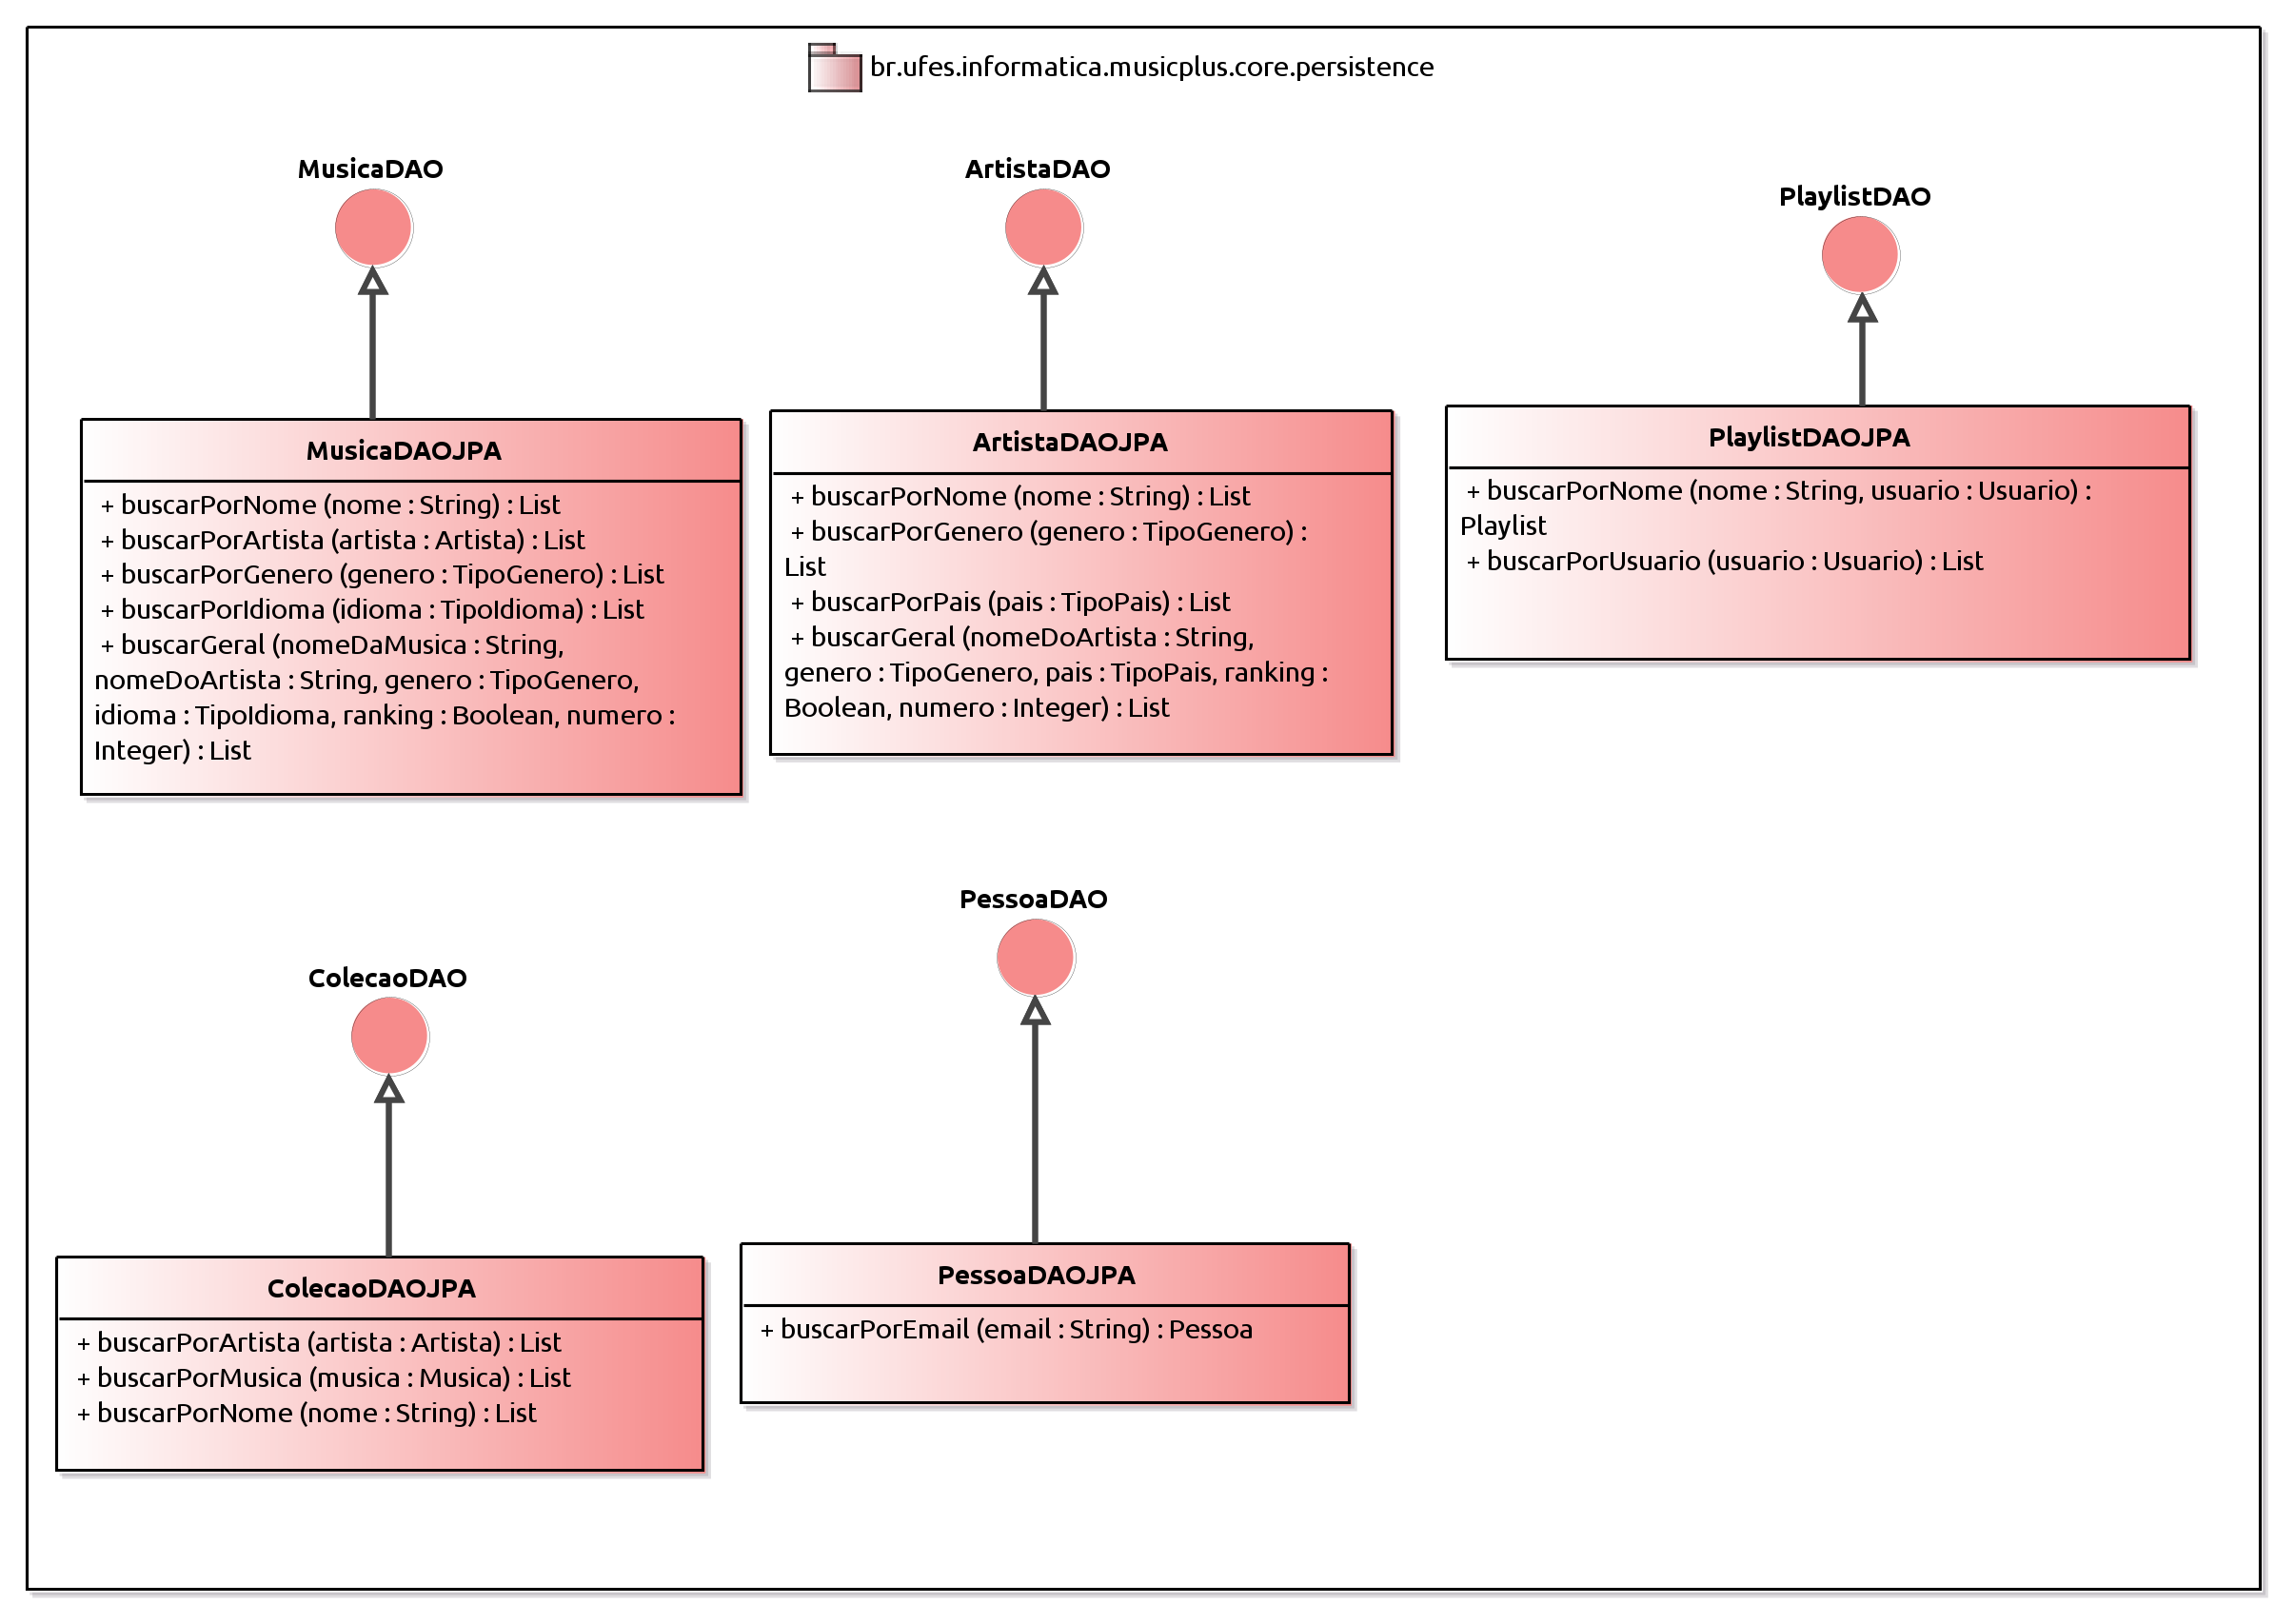 br.ufes.informatica.musicplus.core.persistence
MusicaDAO
MusicaDAOJPA
+ buscarPorNome (nome : String) : List
+ buscarPorArtista (artista : Artista) : List
+ buscarPorGenero (genero : TipoGenero) : List
+ buscarPorIdioma (idioma : TipoIdioma) : List
+ buscarGeral (nomeDaMusica : String,
nomeDoArtista : String, genero : TipoGenero,
idioma : TipoIdioma, ranking : Boolean, numero :
Integer) : List
ArtistaDAO
ArtistaDAOJPA
+ buscarPorNome (nome : String) : List
+ buscarPorGenero (genero : TipoGenero) :
List
+ buscarPorPais (pais : TipoPais) : List
+ buscarGeral (nomeDoArtista : String,
genero : TipoGenero, pais : TipoPais, ranking :
Boolean, numero : Integer) : List
PlaylistDAO
PlaylistDAOJPA
+ buscarPorNome (nome : String, usuario : Usuario) :
Playlist
+ buscarPorUsuario (usuario : Usuario) : List
ColecaoDAO
ColecaoDAOJPA
+ buscarPorArtista (artista : Artista) : List
+ buscarPorMusica (musica : Musica) : List
+ buscarPorNome (nome : String) : List
PessoaDAO
PessoaDAOJPA
+ buscarPorEmail (email : String) : Pessoa